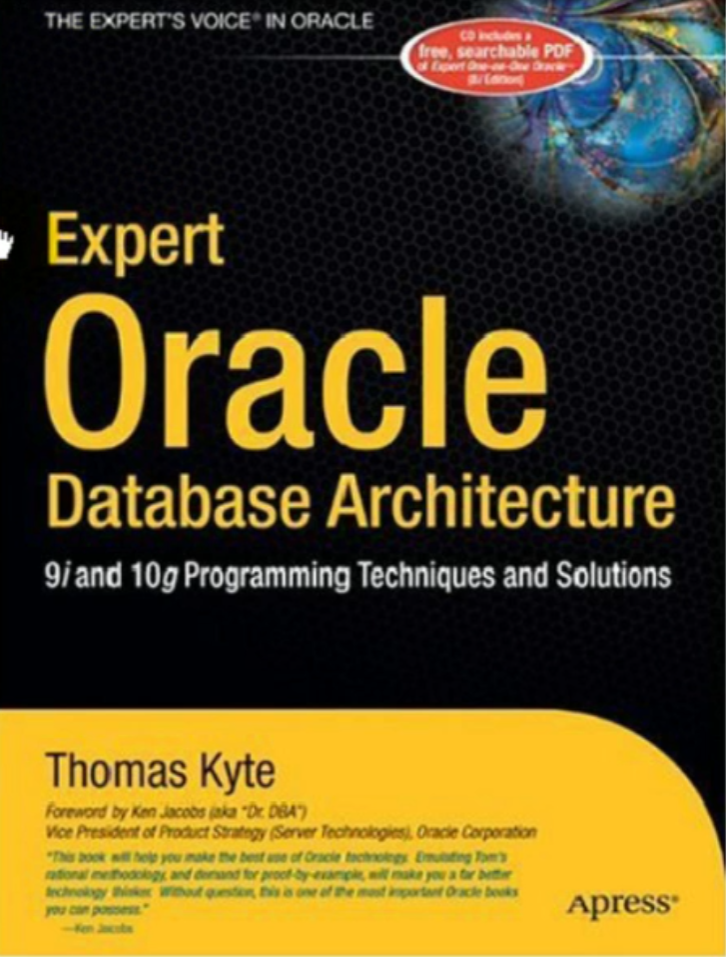 THE EXPERT'S VOICE® IN ORACLE
CD includes a
free, searchable PDF
of Expert One-on-One Oracle
(8i Edition)
Expert
Oracle
Database Architecture
9i and 10g Programming Techniques and Solutions
Thomas Kyte
Foreword by Ken Jacobs (aka "Dr. DBA")
Vice President of Product Strategy (Server Technologies), Oracle Corporation
"This book will help you make the best use of Oracle technology. Emulating Tom's
rational methodology, and demand for proof-by-example, will make you a far better
technology thinker. Without question, this is one of the most important Oracle books
you can possess."
—Ken Jacobs
Apress®